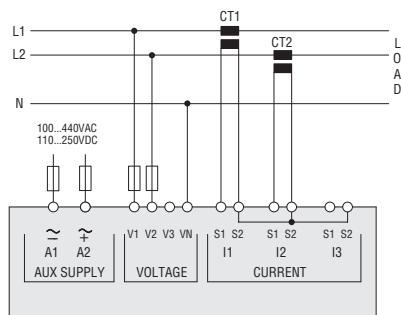 CT1
L1
CT2
L2
LOAD
N
100...440VAC
110...250VDC
V1 V2 V3 VN S1 S2 S1 S2 S1 S2
A1 A2 I1 I2 I3
AUX SUPPLY VOLTAGE CURRENT